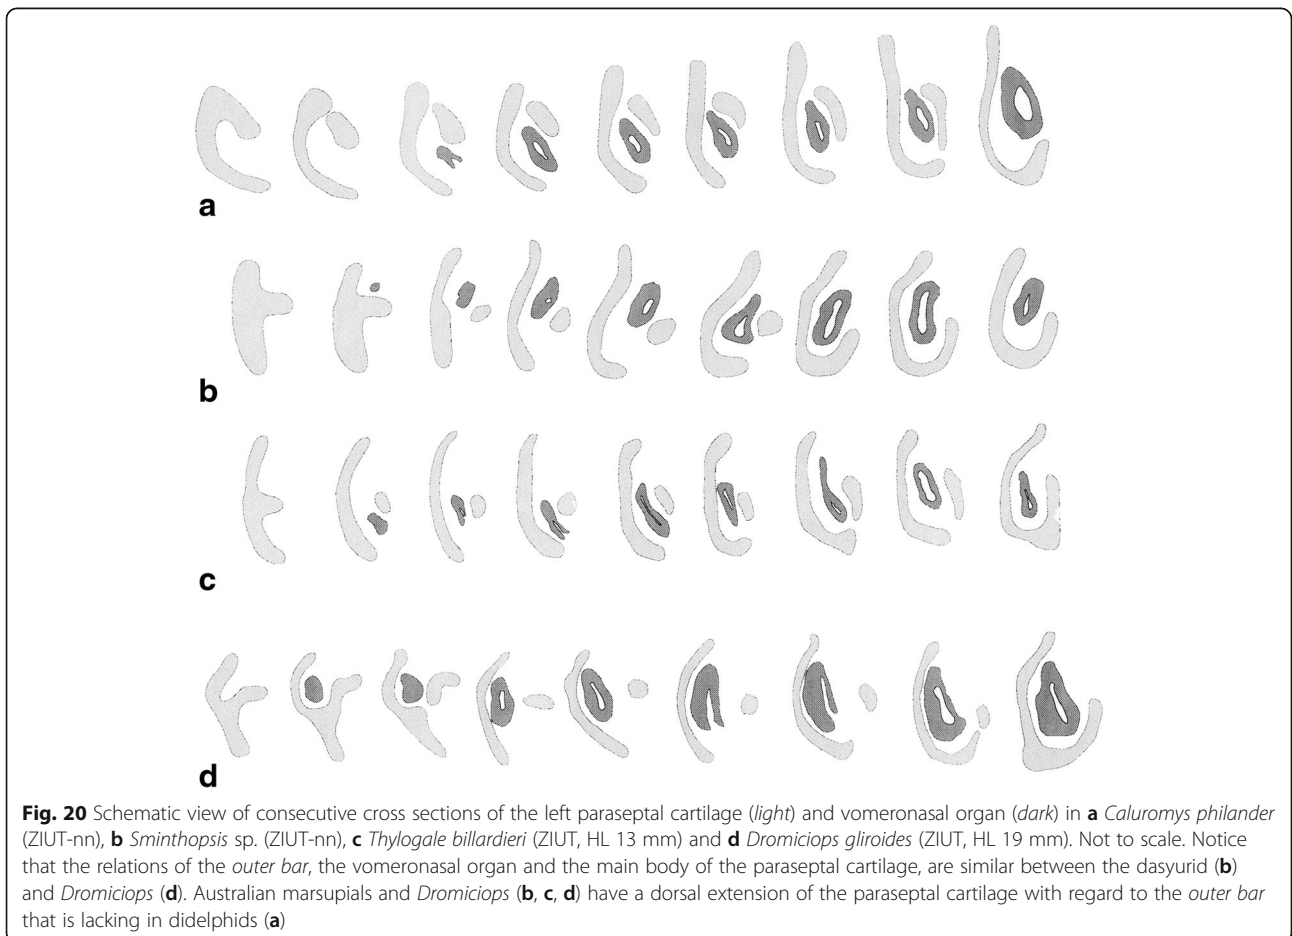 a
b
c
d
Fig. 20 Schematic view of consecutive cross sections of the left paraseptal cartilage (light) and vomeronasal organ (dark) in a Caluromys philander
(ZIUT-nn), b Sminthopsis sp. (ZIUT-nn), c Thylogale billardieri (ZIUT, HL 13 mm) and d Dromiciops gliroides (ZIUT, HL 19 mm). Not to scale. Notice
that the relations of the outer bar, the vomeronasal organ and the main body of the paraseptal cartilage, are similar between the dasyurid (b)
and Dromiciops (d). Australian marsupials and Dromiciops (b, c, d) have a dorsal extension of the paraseptal cartilage with regard to the outer bar
that is lacking in didelphids (a)